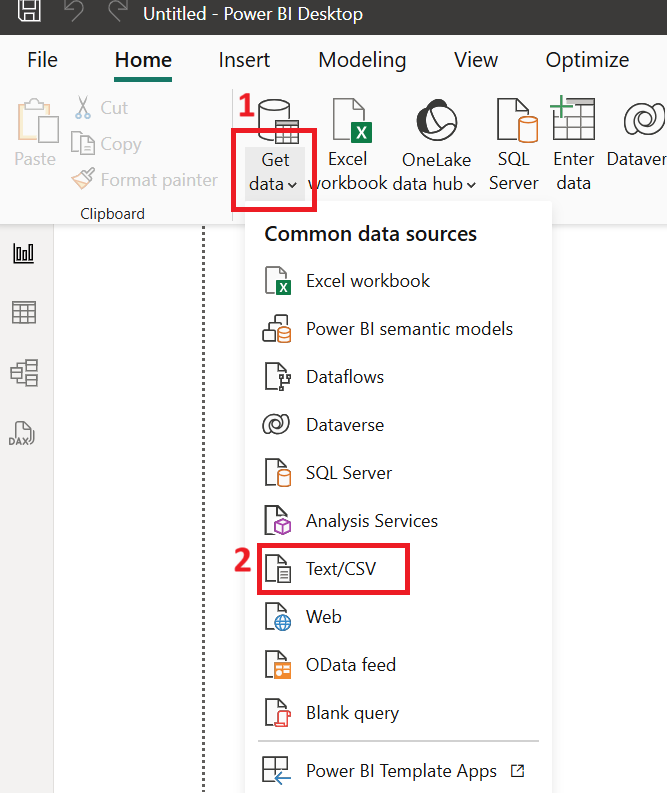 Untitled - Power BI Desktop
File Home Insert Modeling View Optimize
1
Paste
Cut
Copy
Format painter
Clipboard
Get
data
Excel
workbook
OneLake
data hub
SQL
Server
Enter
data
Dataver
Common data sources
Excel workbook
Power BI semantic models
Dataflows
Dataverse
SQL Server
Analysis Services
2
Text/CSV
Web
OData feed
Blank query
Power BI Template Apps
DAX